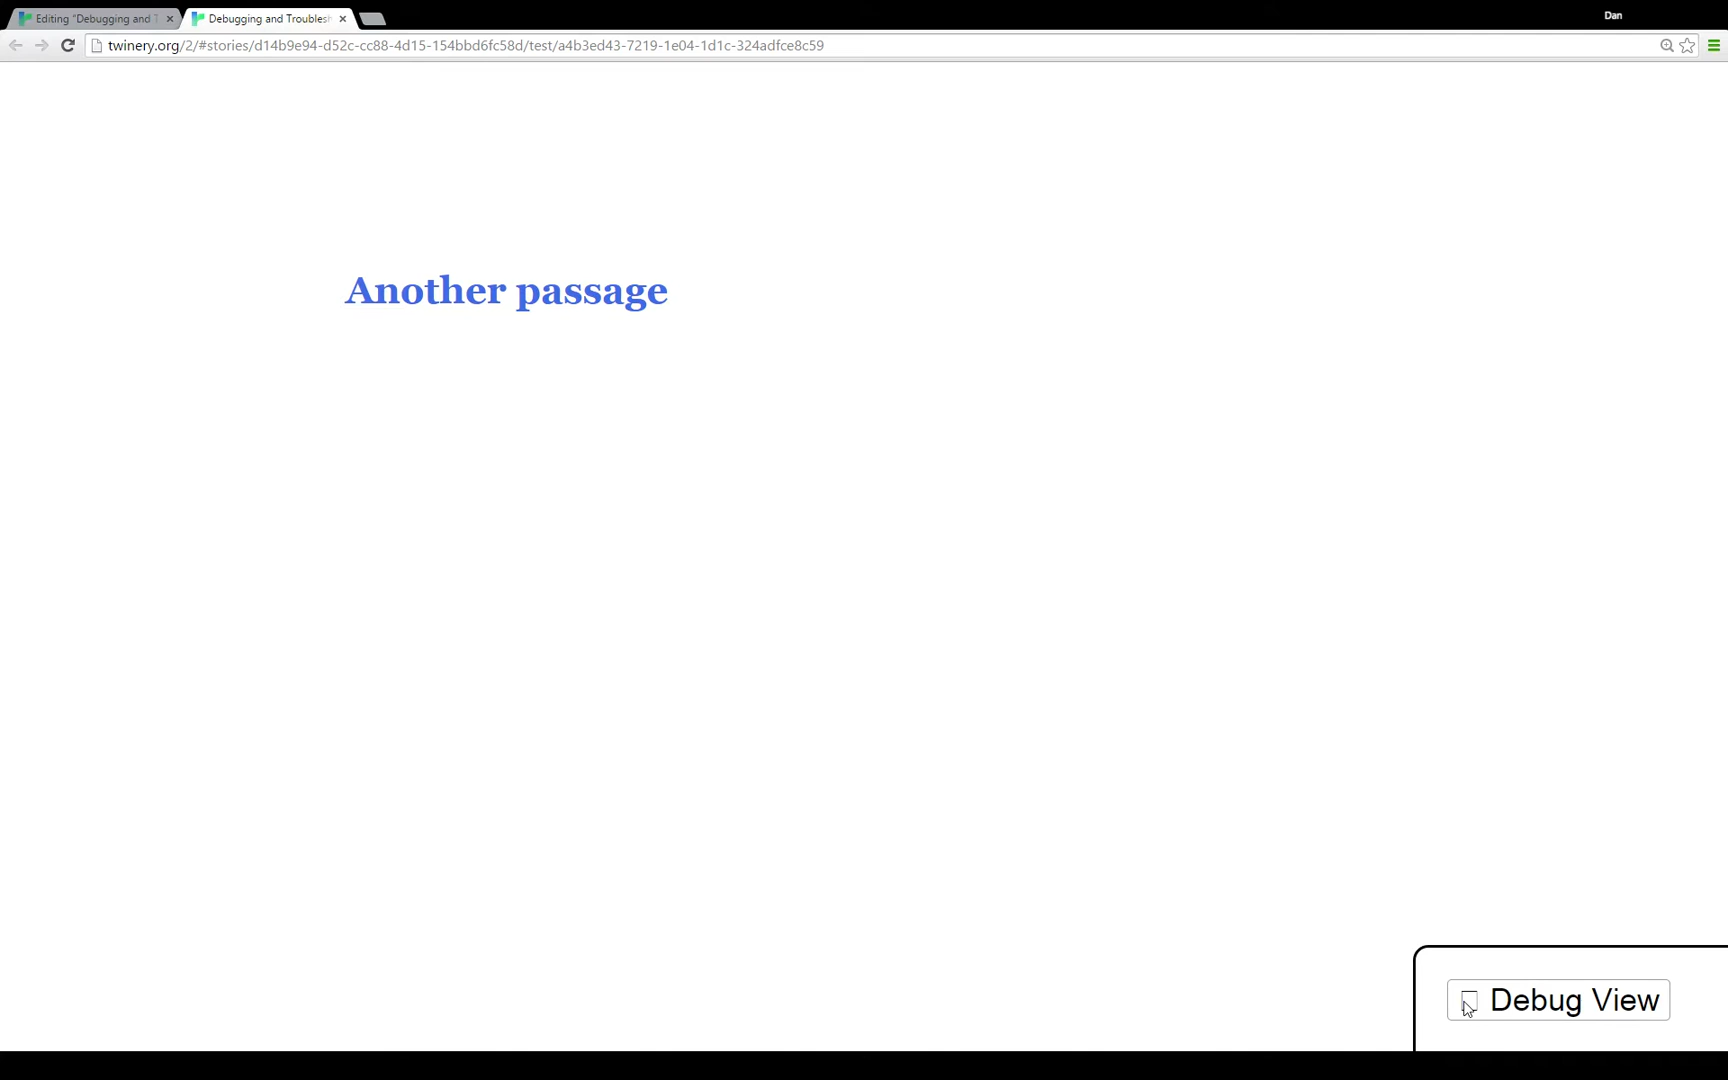 Editing "Debugging and T
Debugging and Troublesh
Dan
twinery.org/2/#stories/d14b9e94-d52c-cc88-4d15-154bbd6fc58d/test/a4b3ed43-7219-1e04-1d1c-324adfce8c59
Another passage
Debug View